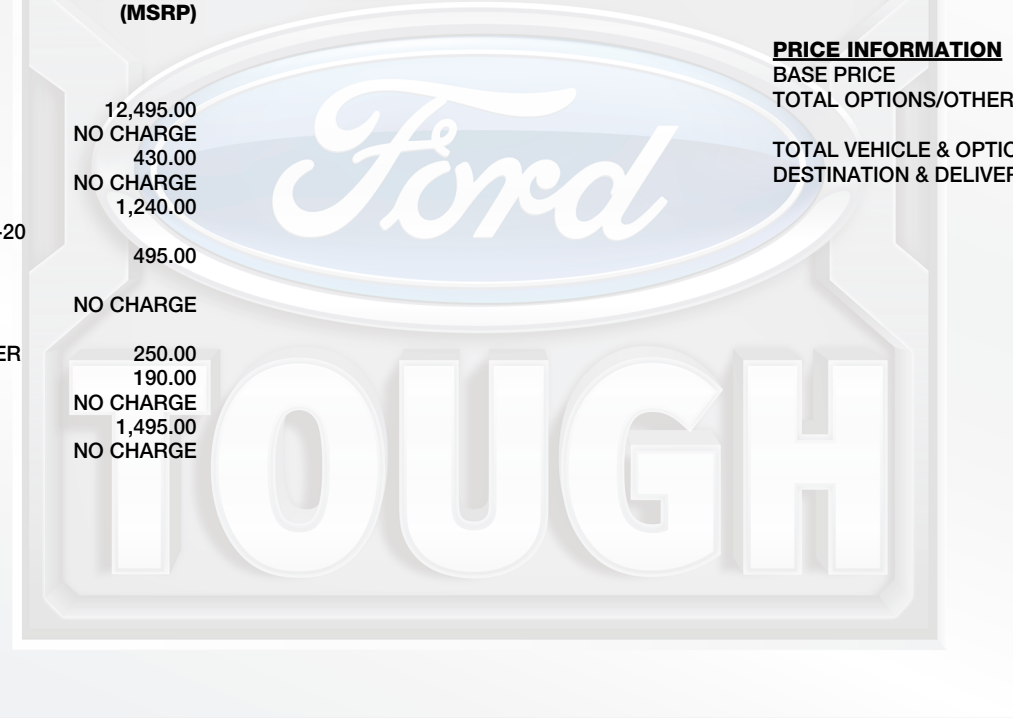 (MSRP)
12,495.00
NO CHARGE
430.00
NO CHARGE
1,240.00
-20
495.00
NO CHARGE
ER
250.00
190.00
NO CHARGE
1,495.00
NO CHARGE
PRICE INFORMATION
BASE PRICE
TOTAL OPTIONS/OTHER
TOTAL VEHICLE & OPTIO
DESTINATION & DELIVER
Ford
TOUGH